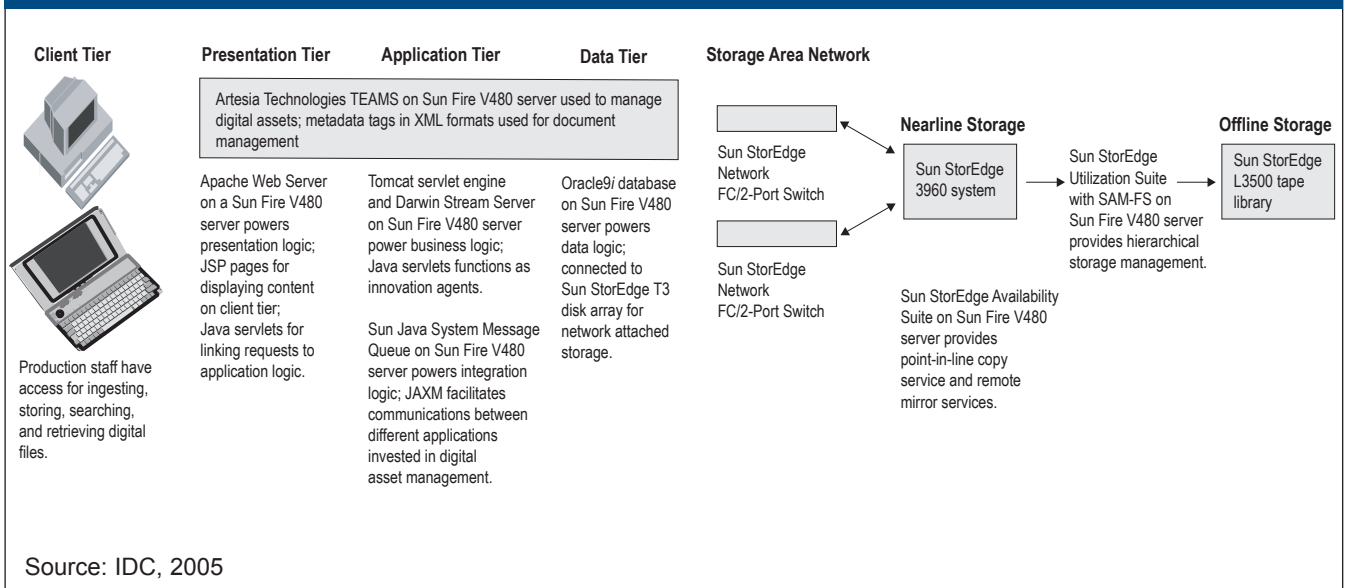 Client Tier
Production staff have
access for ingesting,
storing, searching,
and retrieving digital
files.
Presentation Tier
Application Tier
Data Tier
Artesia Technologies TEAMS on Sun Fire V480 server used to manage
digital assets; metadata tags in XML formats used for document
management
Apache Web Server
on a Sun Fire V480
server powers
presentation logic;
JSP pages for
displaying content
on client tier;
Java servlets for
linking requests to
application logic.
Tomcat servlet engine
and Darwin Stream Server
on Sun Fire V480 server
power business logic;
Java servlets functions as
innovation agents.
Sun Java System Message
Queue on Sun Fire V480
server powers integration
logic; JAXM facilitates
communications between
different applications
invested in digital
asset management.
Oracle9i database
on Sun Fire V480
server powers
data logic;
connected to
Sun StorEdge T3
disk array for
network attached
storage.
Storage Area Network
Sun StorEdge
Network
FC/2-Port Switch
Sun StorEdge
Network
FC/2-Port Switch
Nearline Storage
Sun StorEdge
3960 system
Sun StorEdge Availability
Suite on Sun Fire V480
server provides
point-in-line copy
service and remote
mirror services.
Sun StorEdge
Utilization Suite
with SAM-FS on
Sun Fire V480 server
provides hierarchical
storage management.
Offline Storage
Sun StorEdge
L3500 tape
library
Source: IDC, 2005